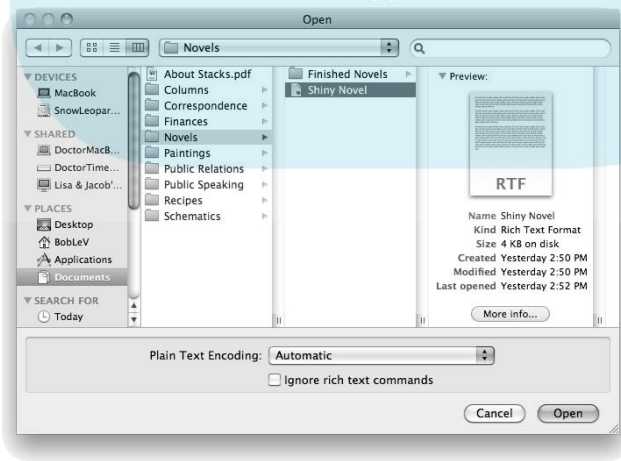 Open
Novels
DEVICES
MacBook
SnowLeopar...
SHARED
DoctorMacB...
DoctorTime...
Lisa & Jacob'...
PLACES
Desktop
BobLeV
Applications
Documents
SEARCH FOR
Today
About Stacks.pdf
Columns
Correspondence
Finances
Novels
Paintings
Public Relations
Public Speaking
Recipes
Schematics
Finished Novels
Shiny Novel
Preview:
RTF
Name Shiny Novel
Kind Rich Text Format
Size 4 KB on disk
Created Yesterday 2:50 PM
Modified Yesterday 2:50 PM
Last opened Yesterday 2:52 PM
More info...
Plain Text Encoding: Automatic
Ignore rich text commands
Cancel Open